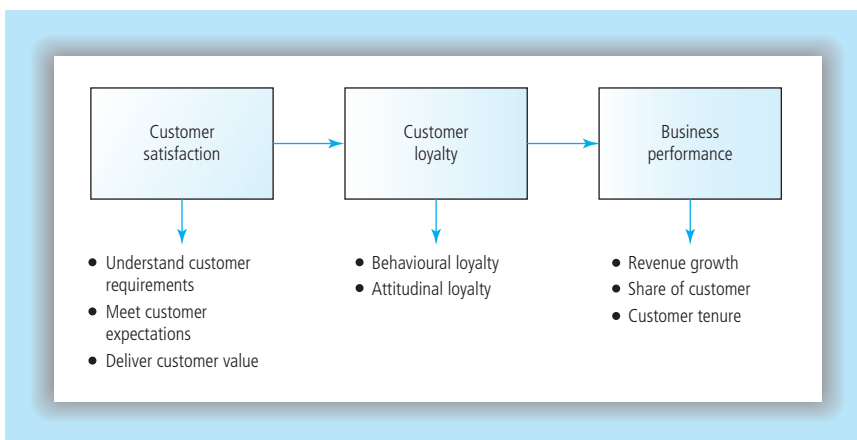 Customer
satisfaction
Customer
loyalty
Business
performance
● Understand customer
requirements
● Meet customer
expectations
● Deliver customer value
● Behavioural loyalty
● Attitudinal loyalty
● Revenue growth
● Share of customer
● Customer tenure